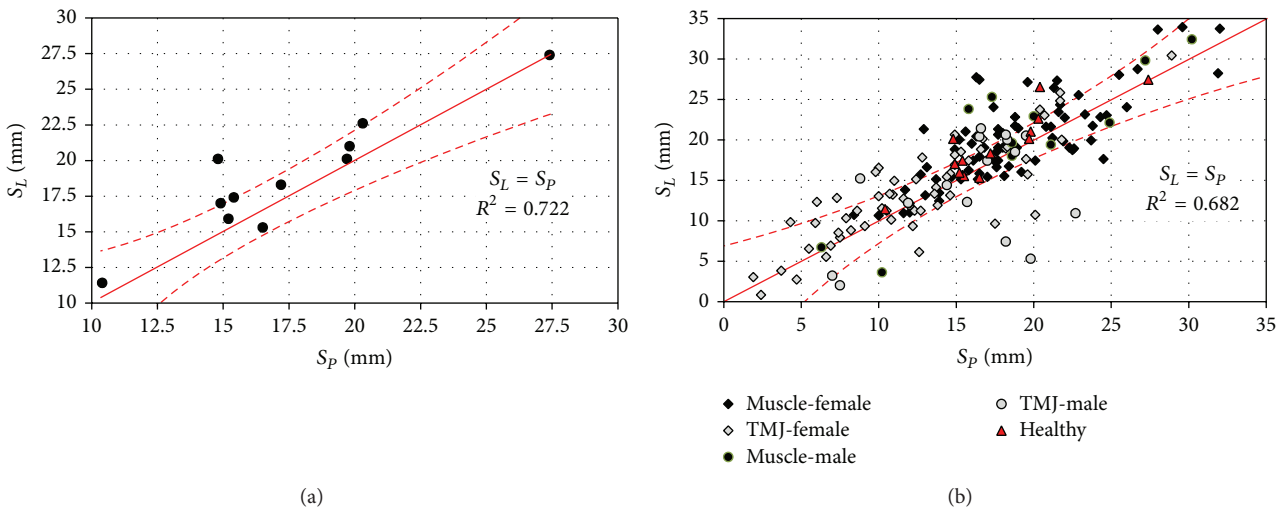 30
27.5
25
22.5
20
17.5
15
12.5
10
S_L (mm)
10
12.5
15
17.5
20
22.5
25
27.5
30
S_P (mm)
S_L = S_P
R² = 0.722
(a)
35
30
25
20
15
10
5
0
S_L (mm)
0
5
10
15
20
25
30
35
S_P (mm)
S_L = S_P
R² = 0.682
Muscle-female
TMJ-female
Muscle-male
TMJ-male
Healthy
(b)